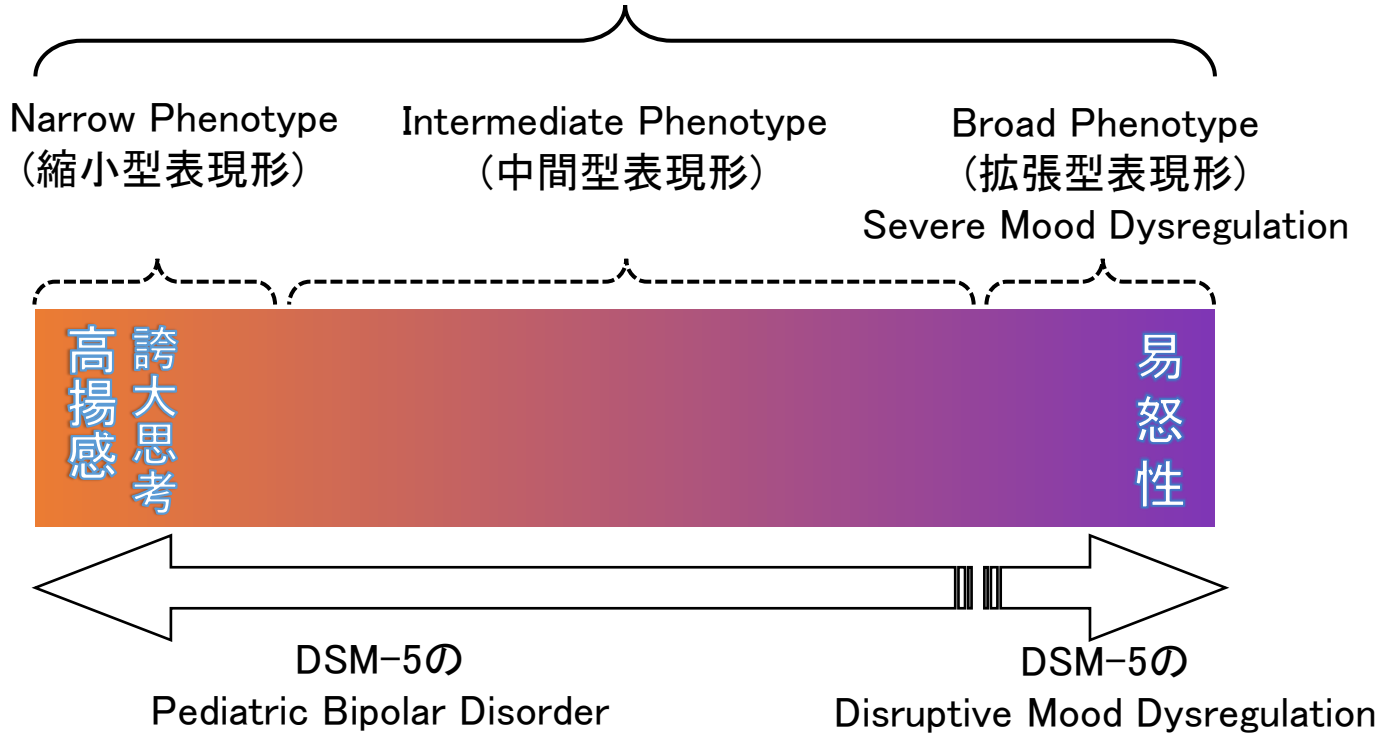 Narrow Phenotype
（縮小型表現形）
Intermediate Phenotype
（中間型表現形）
Broad Phenotype
（拡張型表現形）
Severe Mood Dysregulation
高揚感
誇大思考
易怒性
DSM-5の
Pediatric Bipolar Disorder
DSM-5の
Disruptive Mood Dysregulation